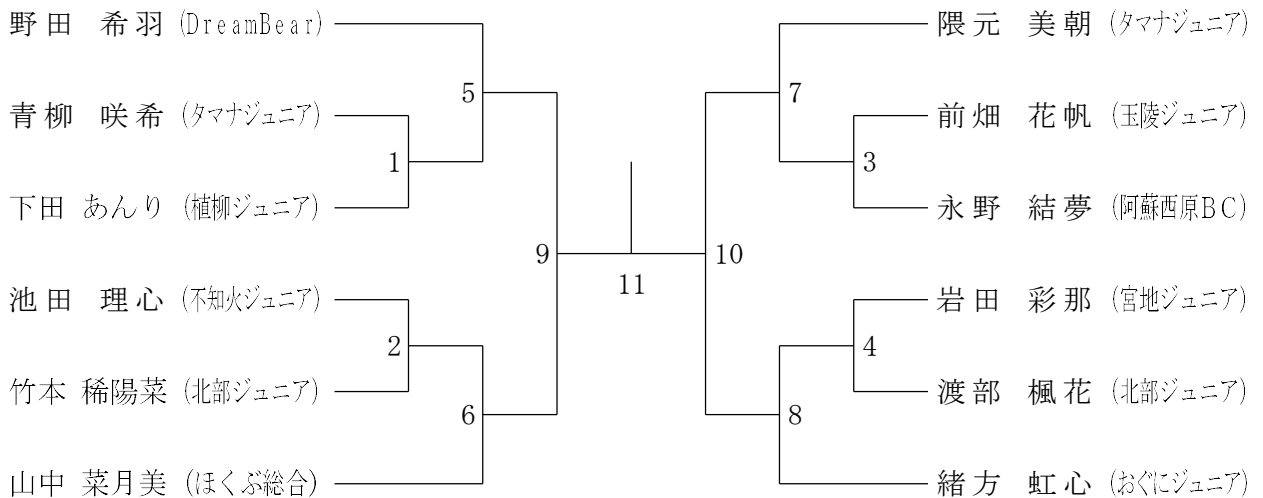 野田 希羽 (DreamBear)
5
青柳 咲希 (タマナジュニア)
1
下田 あんり (植柳ジュニア)
9
池田 理心 (不知火ジュニア)
2
竹本 稀陽菜 (北部ジュニア)
6
山中 菜月美 (ほくぶ総合)
11
隈元 美朝 (タマナジュニア)
7
前畑 花帆 (玉陵ジュニア)
3
永野 結夢 (阿蘇西原BC)
10
岩田 彩那 (宮地ジュニア)
4
渡部 楓花 (北部ジュニア)
8
緒方 虹心 (おぐにジュニア)